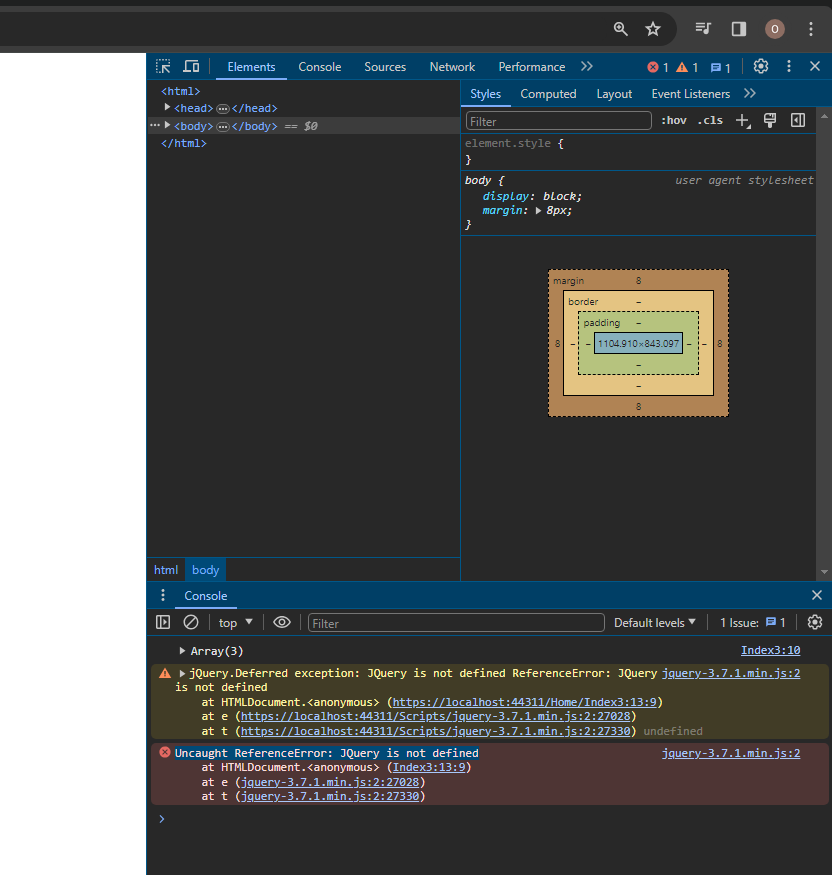 O
Elements Console Sources Network Performance 1 1 1
<html>
<head> … </head>
<body> … </body> == $0
</html>
Styles Computed Layout Event Listeners
Filter :hov .cls
element.style {
}
body { user agent stylesheet
display: block;
margin: 8px;
}
margin 8
border –
padding –
8 – – 1104.910×843.097 – – 8
–
–
8
html body
Console
top Filter Default levels 1 Issue: 1
Array(3) Index3:10
jQuery.Deferred exception: JQuery is not defined ReferenceError: JQuery jquery-3.7.1.min.js:2
is not defined
at HTMLDocument.<anonymous> (https://localhost:44311/Home/Index3:13:9)
at e (https://localhost:44311/Scripts/jquery-3.7.1.min.js:2:27028)
at t (https://localhost:44311/Scripts/jquery-3.7.1.min.js:2:27330) undefined
Uncaught ReferenceError: JQuery is not defined jquery-3.7.1.min.js:2
at HTMLDocument.<anonymous> (Index3:13:9)
at e (jquery-3.7.1.min.js:2:27028)
at t (jquery-3.7.1.min.js:2:27330)